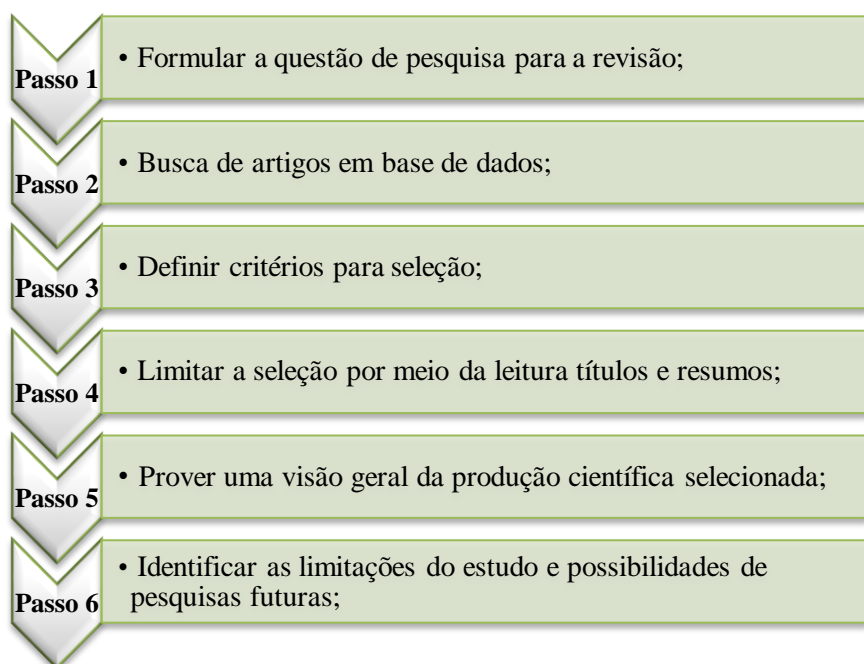 Passo 1
• Formular a questão de pesquisa para a revisão;
Passo 2
• Busca de artigos em base de dados;
Passo 3
• Definir critérios para seleção;
Passo 4
• Limitar a seleção por meio da leitura títulos e resumos;
Passo 5
• Prover uma visão geral da produção científica selecionada;
Passo 6
• Identificar as limitações do estudo e possibilidades de
pesquisas futuras;